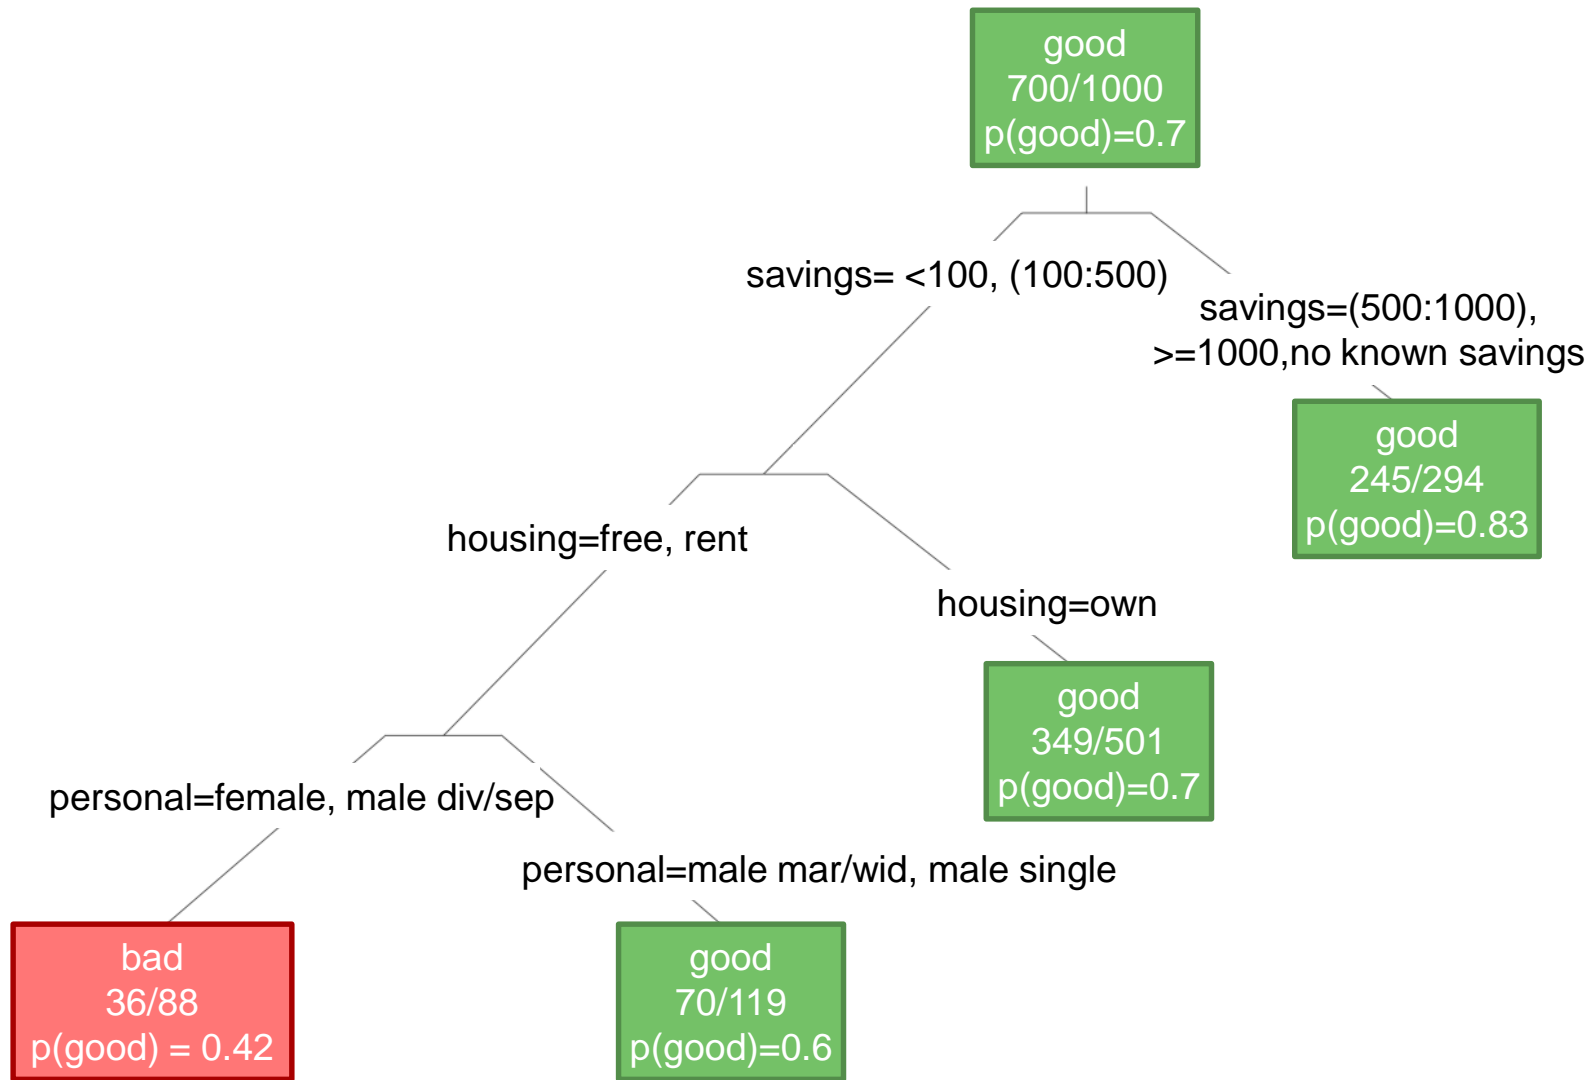 good
700/1000
p(good)=0.7
savings= <100, (100:500)
savings=(500:1000),
>=1000,no known savings
good
245/294
p(good)=0.83
housing=free, rent
housing=own
good
349/501
p(good)=0.7
personal=female, male div/sep
personal=male mar/wid, male single
bad
36/88
p(good) = 0.42
good
70/119
p(good)=0.6